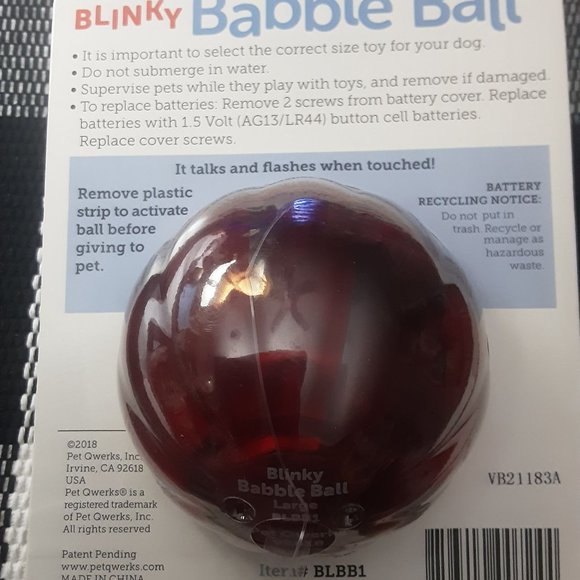 BLINKY Babble Ball
• It is important to select the correct size toy for your dog.
• Do not submerge in water.
• Supervise pets while they play with toys, and remove if damaged.
• To replace batteries: Remove 2 screws from battery cover. Replace
batteries with 1.5 Volt (AG13/LR44) button cell batteries.
Replace cover screws.
It talks and flashes when touched!
Remove plastic
strip to activate
ball before
giving to
pet.
BATTERY
RECYCLING NOTICE:
Do not put in
trash. Recycle or
manage as
hazardous
waste.
©2018
Pet Qwerks, Inc.
Irvine, CA 92618
USA
Pet Qwerks® is a
registered trademark
of Pet Qwerks, Inc.
All rights reserved
Patent Pending
www.petqwerks.com
MADE IN CHINA
Blinky
Babble Ball
Large
BLBB1
VB21183A
Item# BLBB1